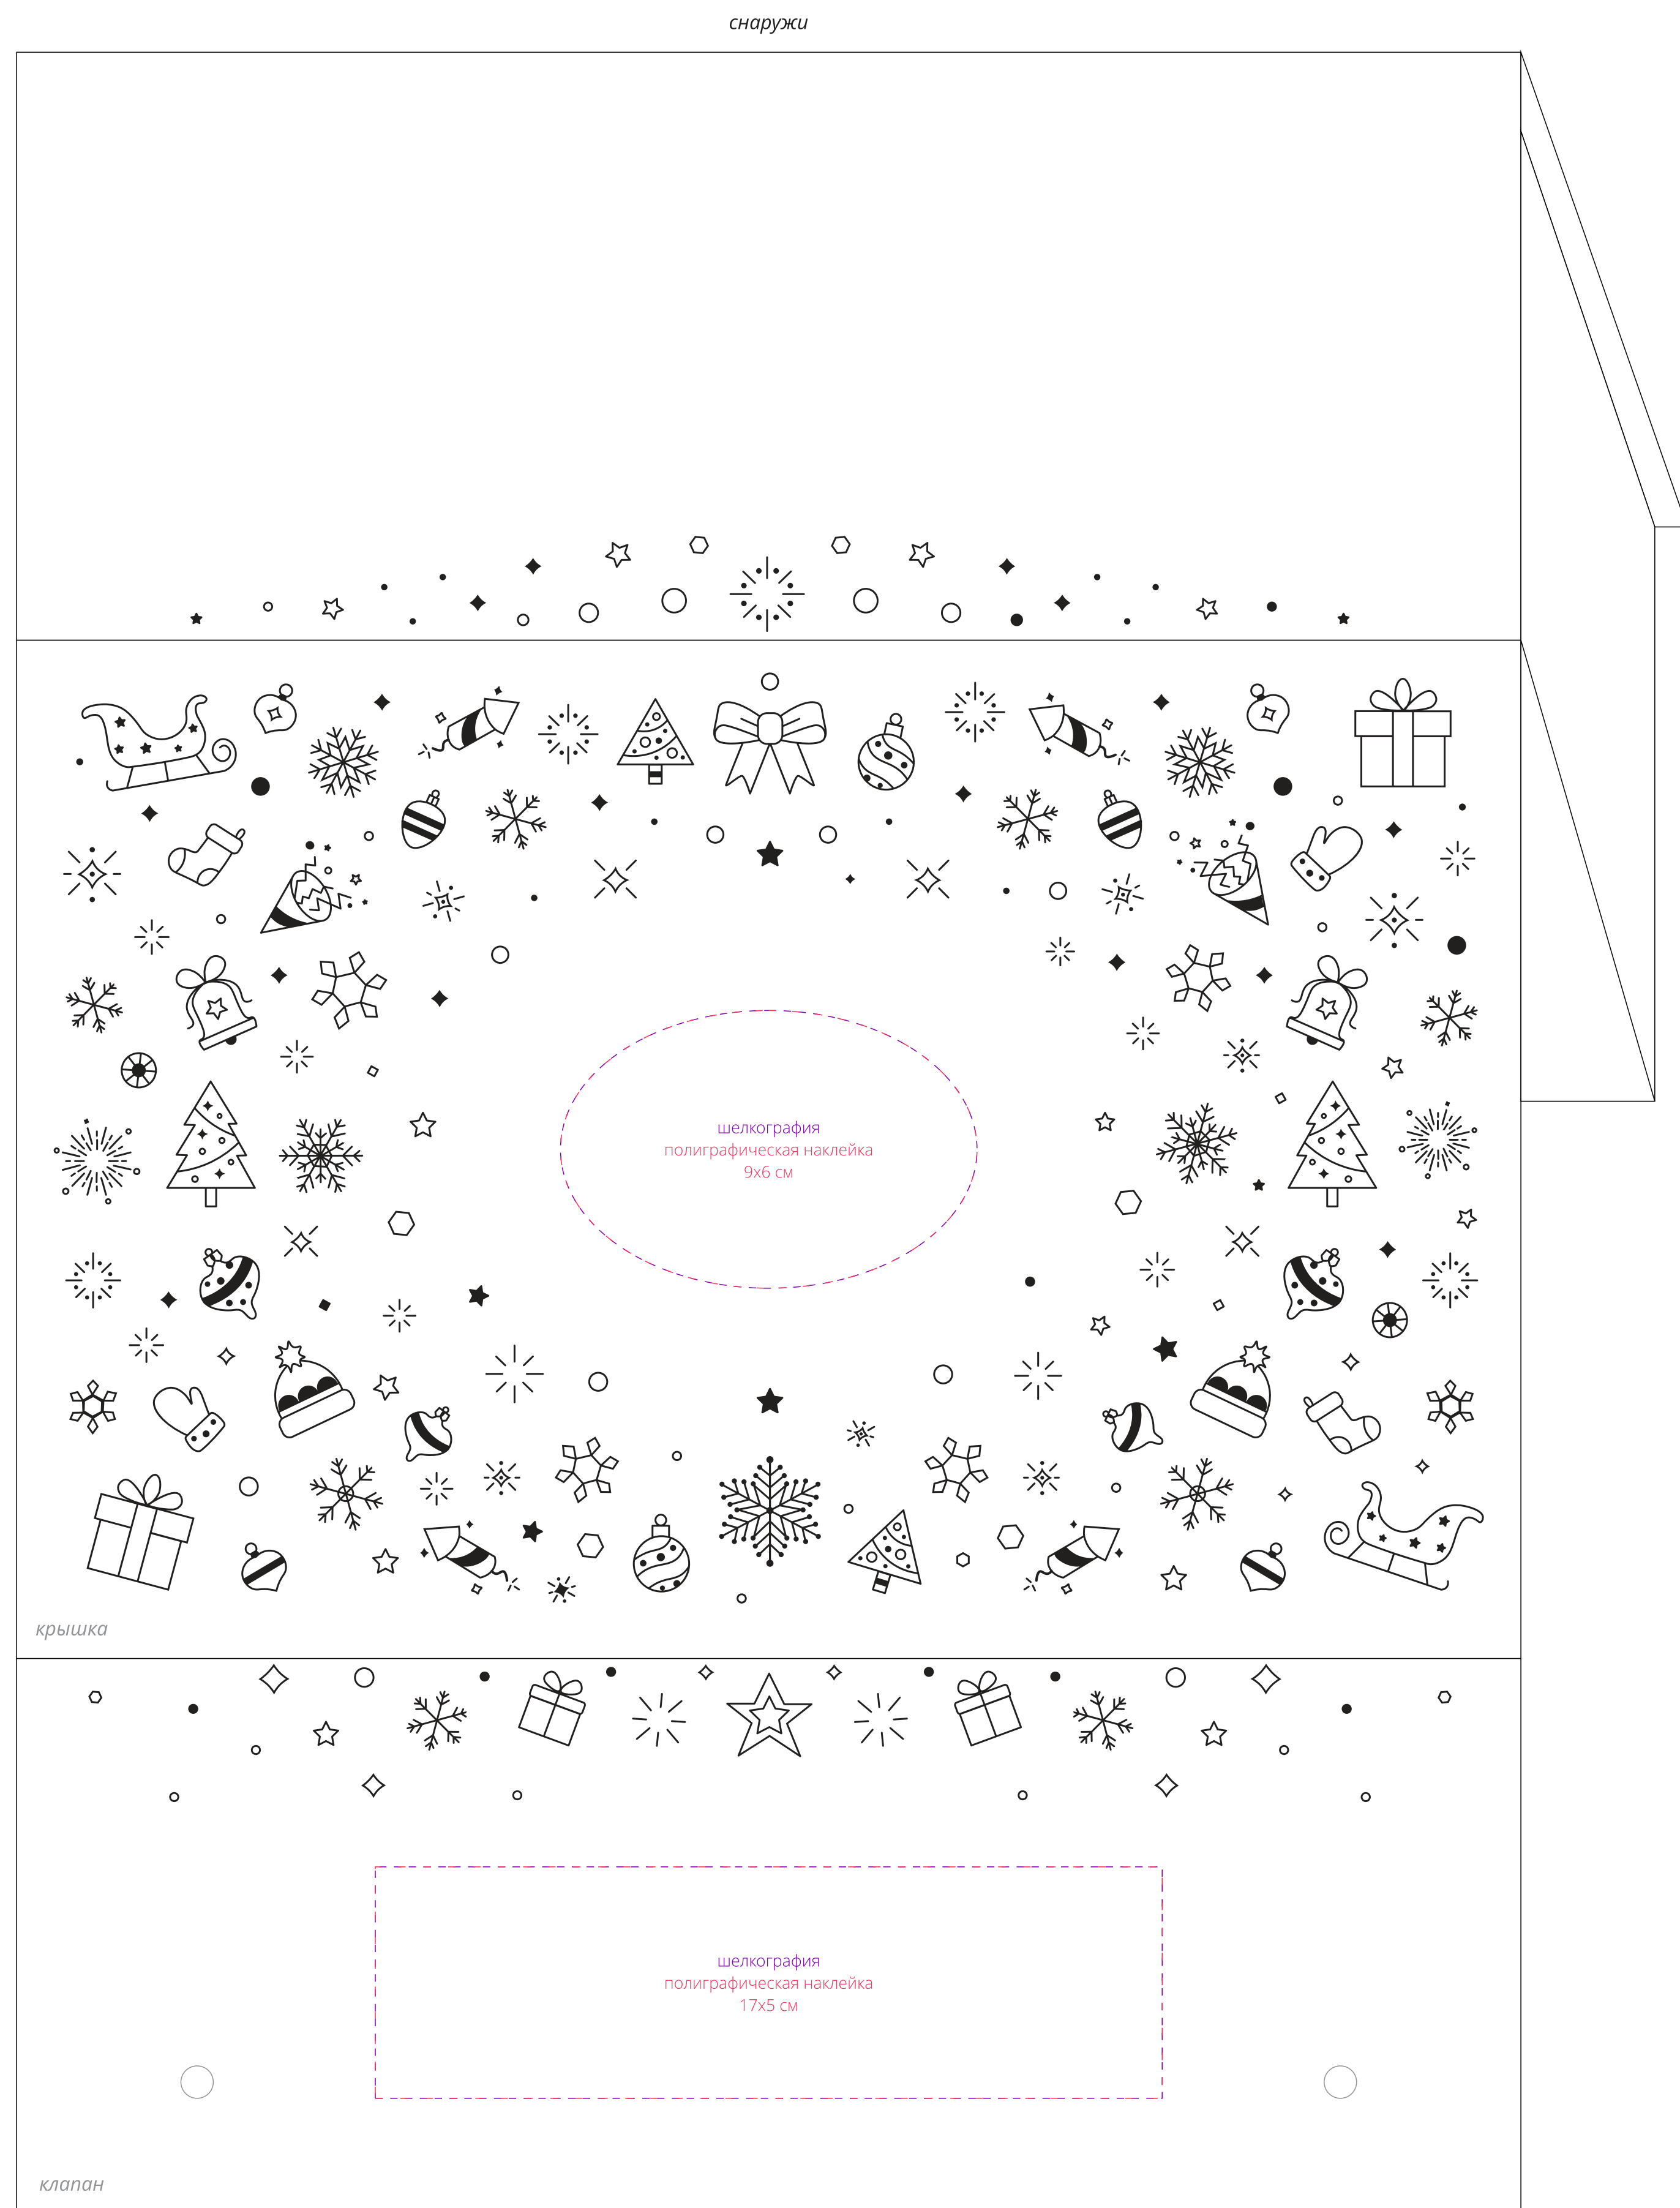 снаружи
шелкография
полиграфическая наклейка
9х6 см
крышка
шелкография
полиграфическая наклейка
17х5 см
клапан